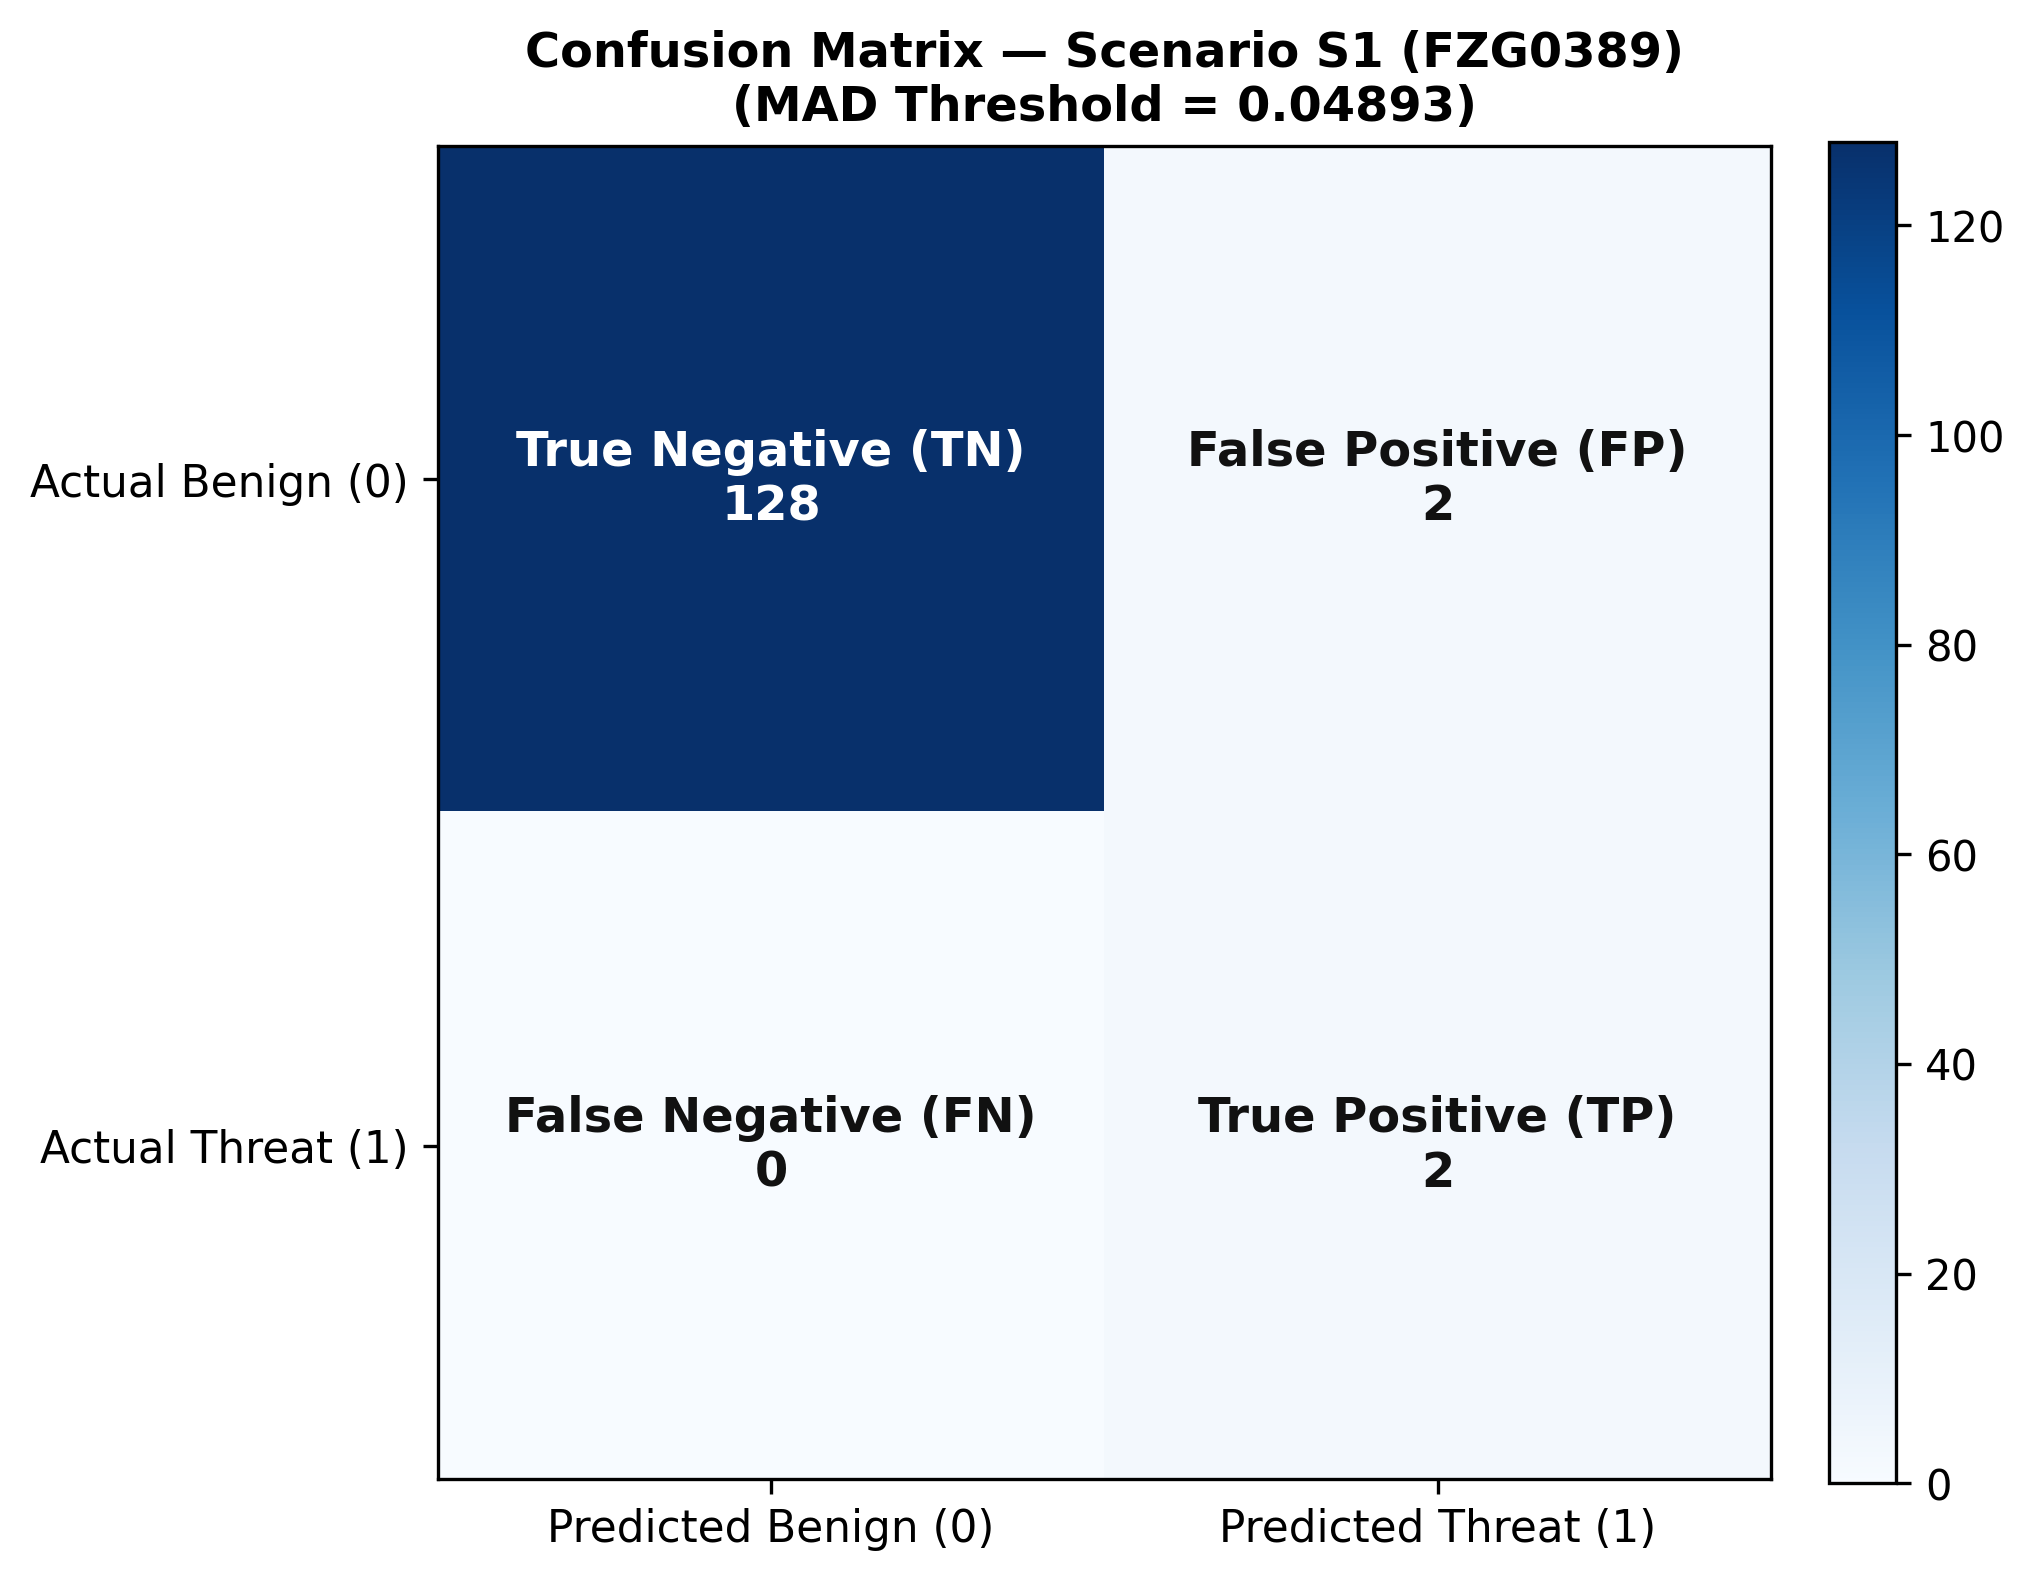 Confusion Matrix — Scenario S1 (FZG0389)
(MAD Threshold = 0.04893)
Actual Benign (0)
True Negative (TN)
128
False Positive (FP)
2
Actual Threat (1)
False Negative (FN)
0
True Positive (TP)
2
Predicted Benign (0)
Predicted Threat (1)
120
100
80
60
40
20
0